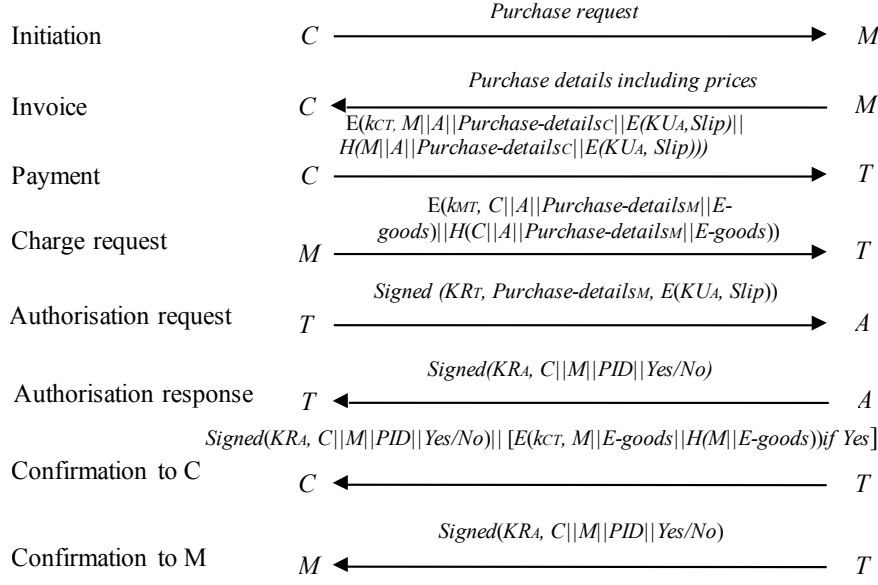 Purchase request
Initiation C M
Purchase details including prices
Invoice C M
E(kCT, M||A||Purchase-detailsC||E(KUA,Slip)||
H(M||A||Purchase-detailsC||E(KUA, Slip)))
Payment C T
E(kMT, C||A||Purchase-detailsM||E-
goods)||H(C||A||Purchase-detailsM||E-goods))
Charge request M T
Signed (KRT, Purchase-detailsM, E(KUA, Slip))
Authorisation request T A
Signed(KRA, C||M||PID||Yes/No)
Authorisation response T A
Signed(KRA, C||M||PID||Yes/No)|| [E(kCT, M||E-goods||H(M||E-goods))if Yes]
Confirmation to C C T
Signed(KRA, C||M||PID||Yes/No)
Confirmation to M M T